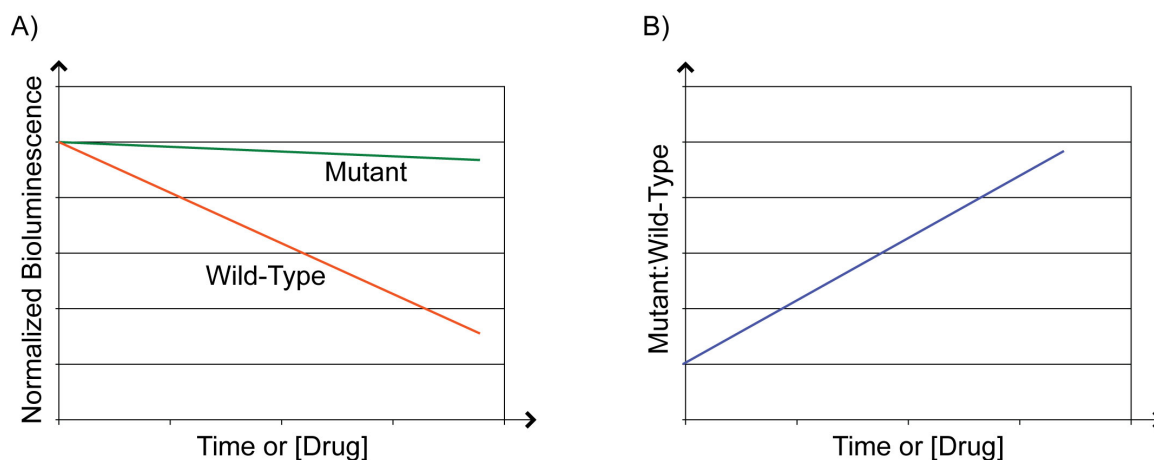 A)
Normalized Bioluminescence
Mutant
Wild-Type
Time or [Drug]
B)
Mutant:Wild-Type
Time or [Drug]